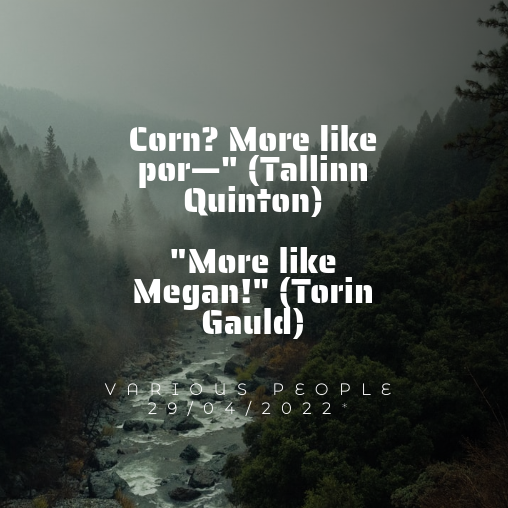 Corn? More like
por—" (Tallinn
Quinton)
"More like
Megan!" (Torin
Gauld)
VARIOUS PEOPLE
29/04/2022*